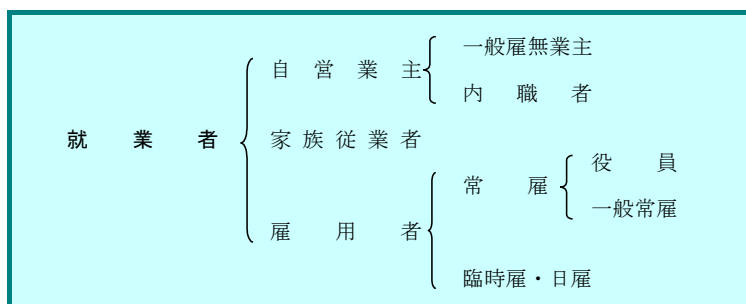 一般雇無業主
自営業主
内職者
就業者
家族従業者
役員
常雇
一般常雇
雇用者
臨時雇・日雇